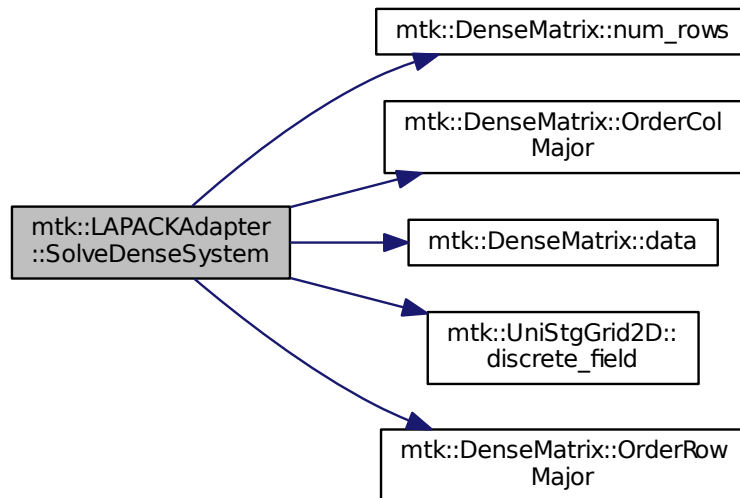 mtk::DenseMatrix::num_rows
mtk::DenseMatrix::OrderCol
Major
mtk::LAPACKAdapter
::SolveDenseSystem
mtk::DenseMatrix::data
mtk::UniStgGrid2D::
discrete_field
mtk::DenseMatrix::OrderRow
Major